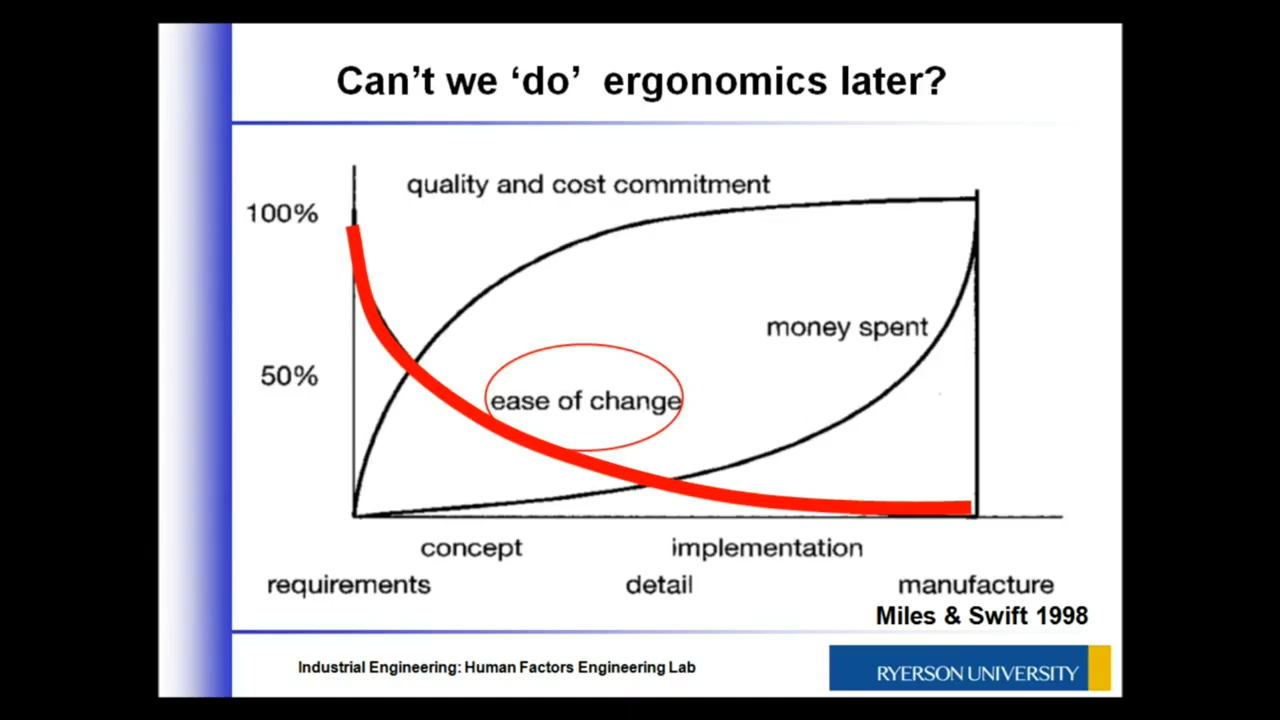 Can't we 'do' ergonomics later?
quality and cost commitment
100%
money spent
50%
ease of change
concept
implementation
requirements
detail
manufacture
Miles & Swift 1998
Industrial Engineering: Human Factors Engineering Lab
RYERSON UNIVERSITY